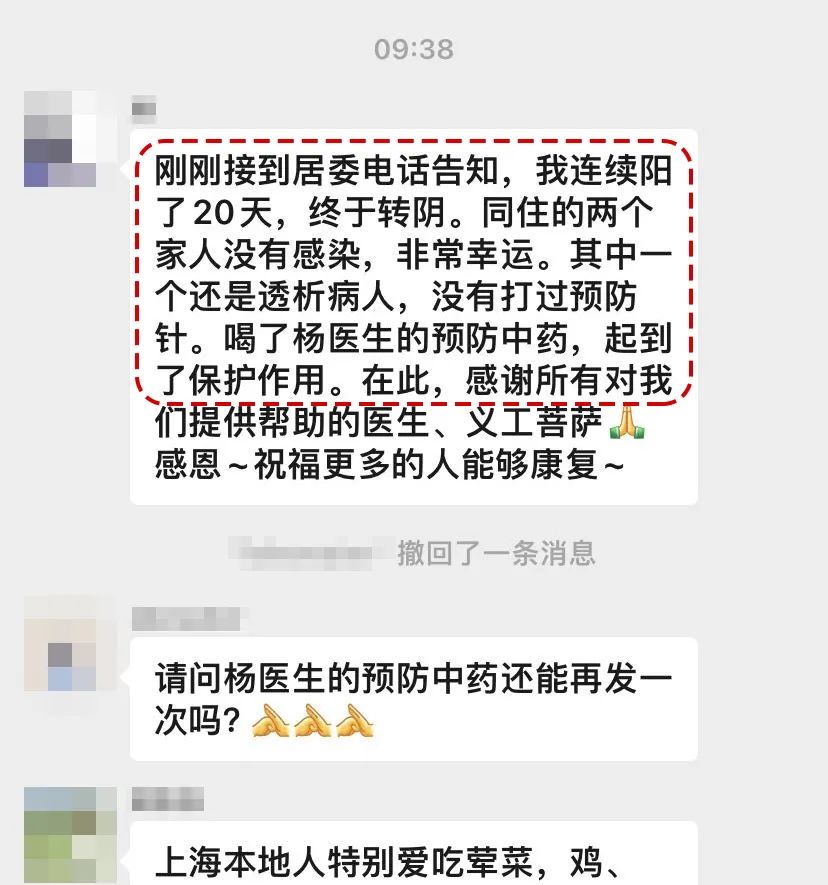 09:38
刚刚接到居委电话告知，我连续阳
了20天，终于转阴。同住的两个
家人没有感染，非常幸运。其中一
个还是透析病人，没有打过预防
针。喝了杨医生的预防中药，起到
了保护作用。在此，感谢所有对我
们提供帮助的医生、义工菩萨🙏
感恩~祝福更多的人能够康复~
撤回了一条消息
请问杨医生的预防中药还能再发一
次吗？
上海本地人特别爱吃荤菜，鸡、